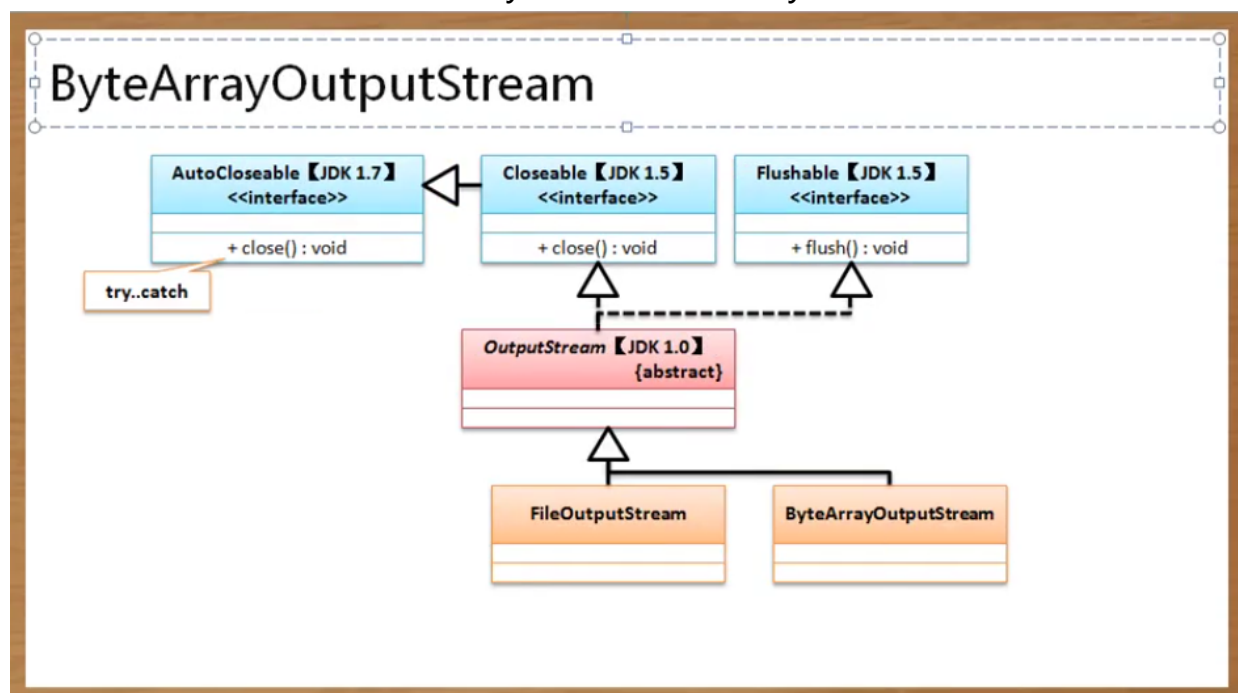 ByteArrayOutputStream
AutoCloseable【JDK 1.7】
<<interface>>
+ close() : void
Closeable【JDK 1.5】
<<interface>>
+ close() : void
Flushable【JDK 1.5】
<<interface>>
+ flush() : void
try..catch
OutputStream【JDK 1.0】
{abstract}
FileOutputStream
ByteArrayOutputStream